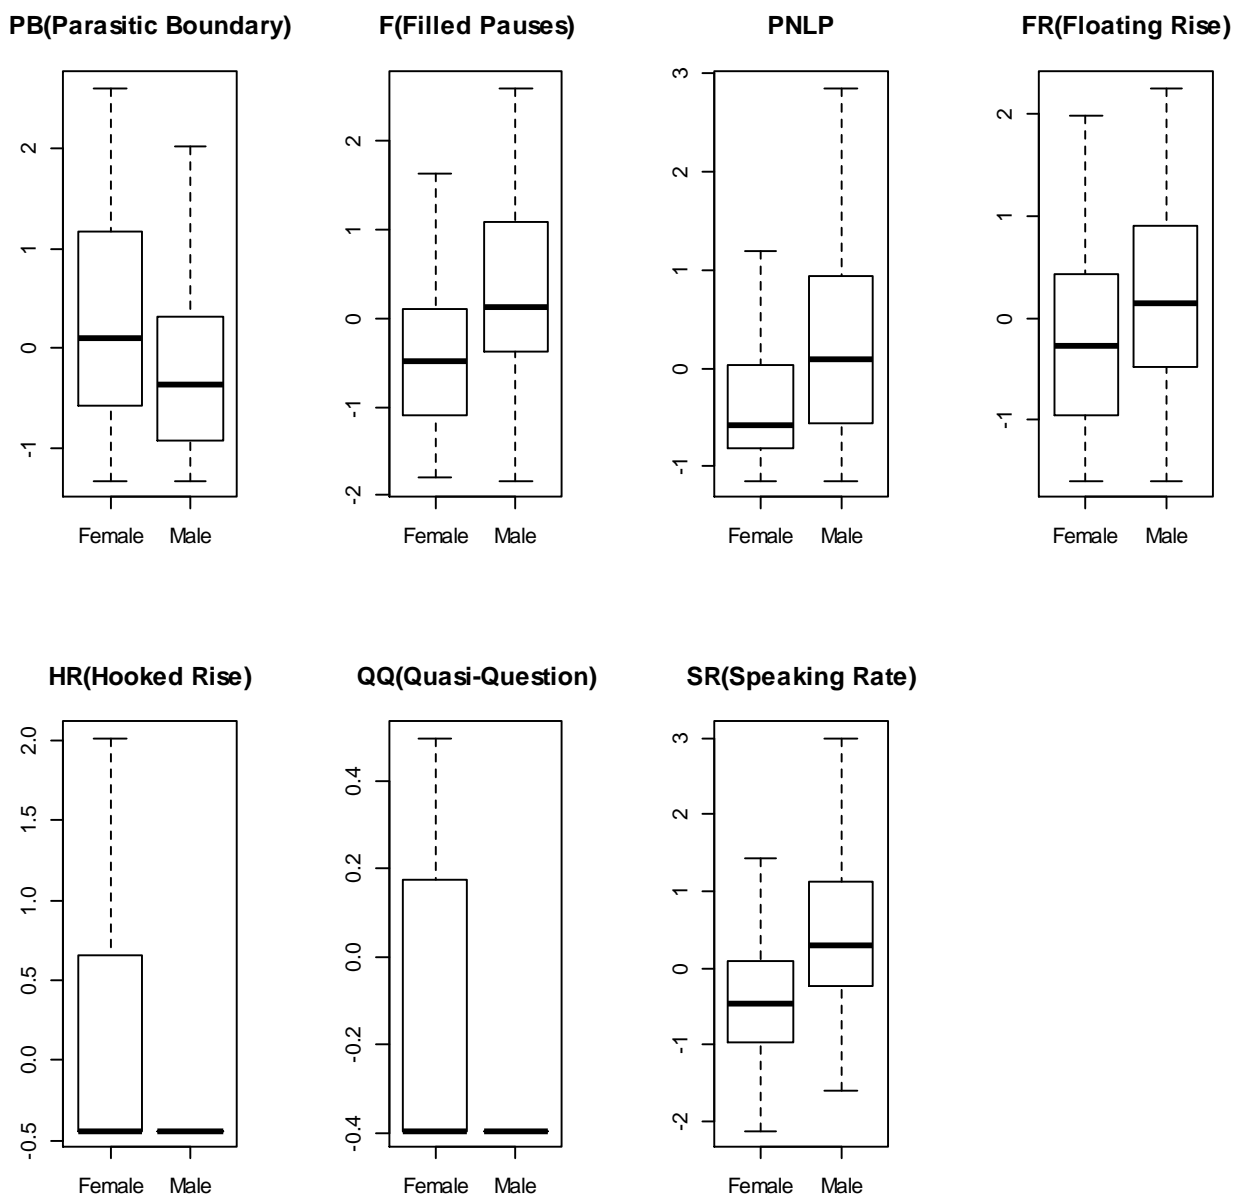 PB(Parasitic Boundary)
F(Filled Pauses)
PNLP
FR(Floating Rise)
2
1
0
-1
Female Male
2
1
0
-1
-2
Female Male
3
2
1
0
-1
Female Male
2
1
0
-1
Female Male
HR(Hooked Rise)
QQ(Quasi-Question)
SR(Speaking Rate)
2.0
1.5
1.0
0.5
0.0
-0.5
Female Male
0.4
0.2
0.0
-0.2
-0.4
Female Male
3
2
1
0
-1
-2
Female Male